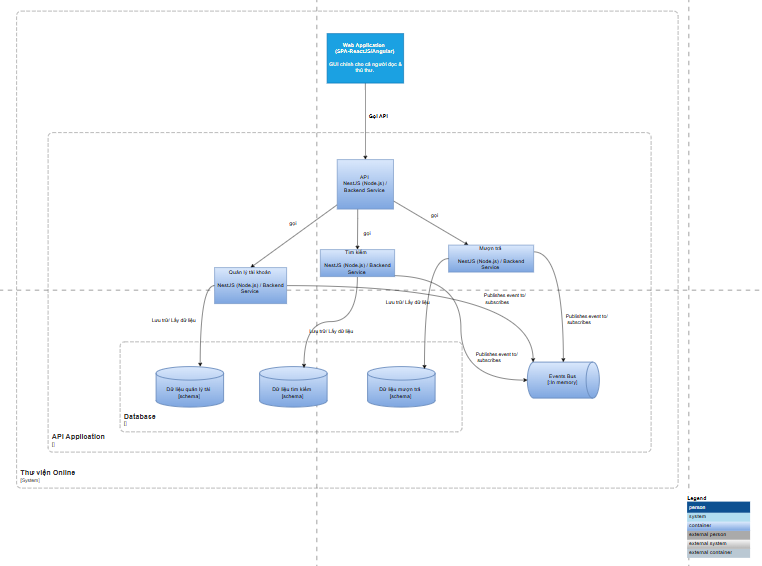 Web Application
(SPA-ReactJS/Angular)
GUI chính cho cả người đọc &
thủ thư.
Gọi API
API
NestJS (Node.js) /
Backend Service
gọi
gọi
gọi
Quản lý tài khoản
NestJS (Node.js) / Backend
Service
Tìm kiếm
NestJS (Node.js) / Backend
Service
Mượn trả
NestJS (Node.js) / Backend
Service
Lưu trữ/ Lấy dữ liệu
Lưu trữ/ Lấy dữ liệu
Lưu trữ/ Lấy dữ liệu
Publishes event to/
subscribes
Publishes event to/
subscribes
Publishes event to/
subscribes
Dữ liệu quản lý tài
[schema]
Dữ liệu tìm kiếm
[schema]
Dữ liệu mượn trả
[schema]
Events Bus
[In memory]
Database
[]
API Application
[]
Thư viện Online
[System]
Legend
person
system
container
external person
external system
external container